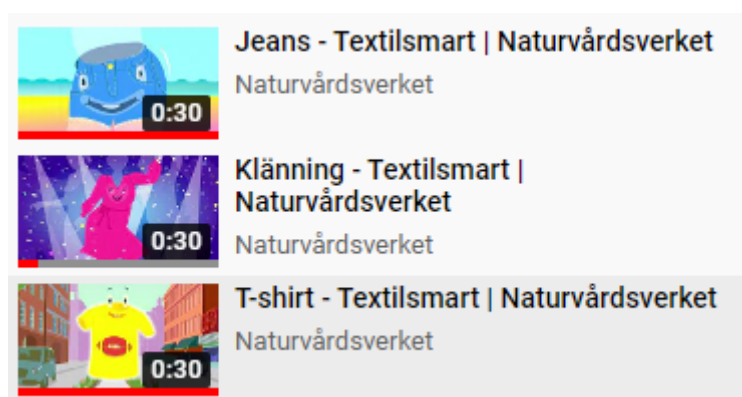 Jeans - Textilsmart | Naturvårdsverket
Naturvårdsverket
0:30
Klänning - Textilsmart |
Naturvårdsverket
Naturvårdsverket
0:30
T-shirt - Textilsmart | Naturvårdsverket
Naturvårdsverket
0:30